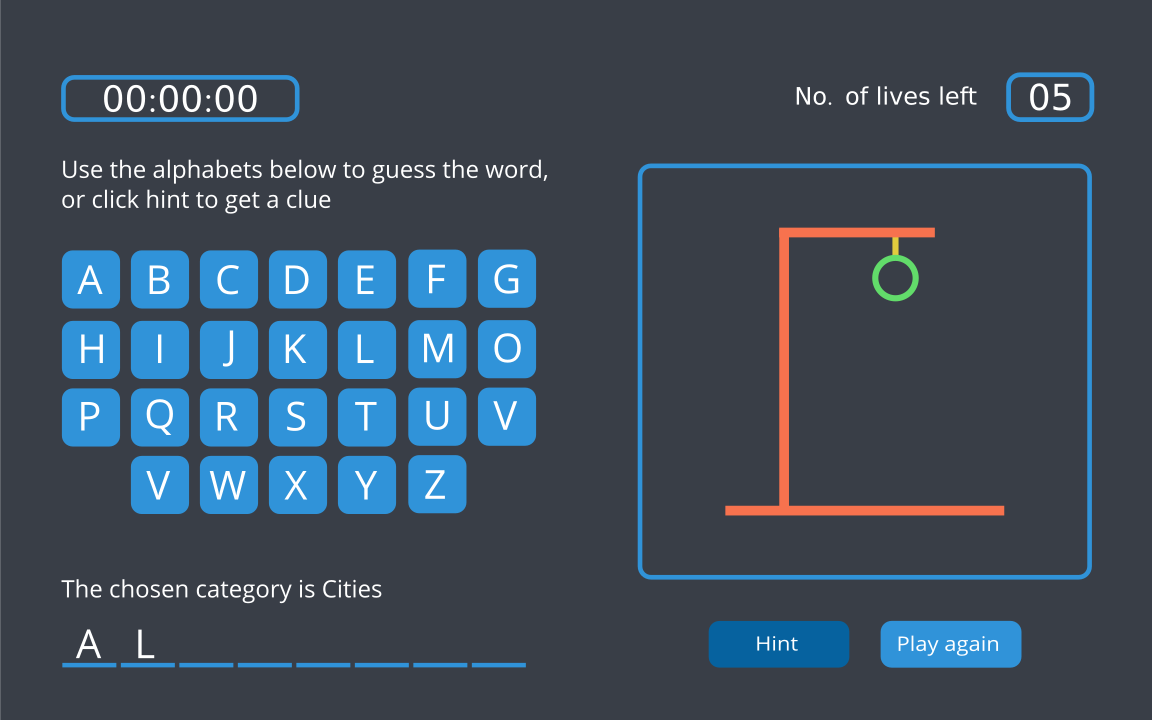 00:00:00
No. of lives left 05
Use the alphabets below to guess the word,
or click hint to get a clue
A B C D E F G
H I J K L M O
P Q R S T U V
V W X Y Z
The chosen category is Cities
A L
Hint
Play again